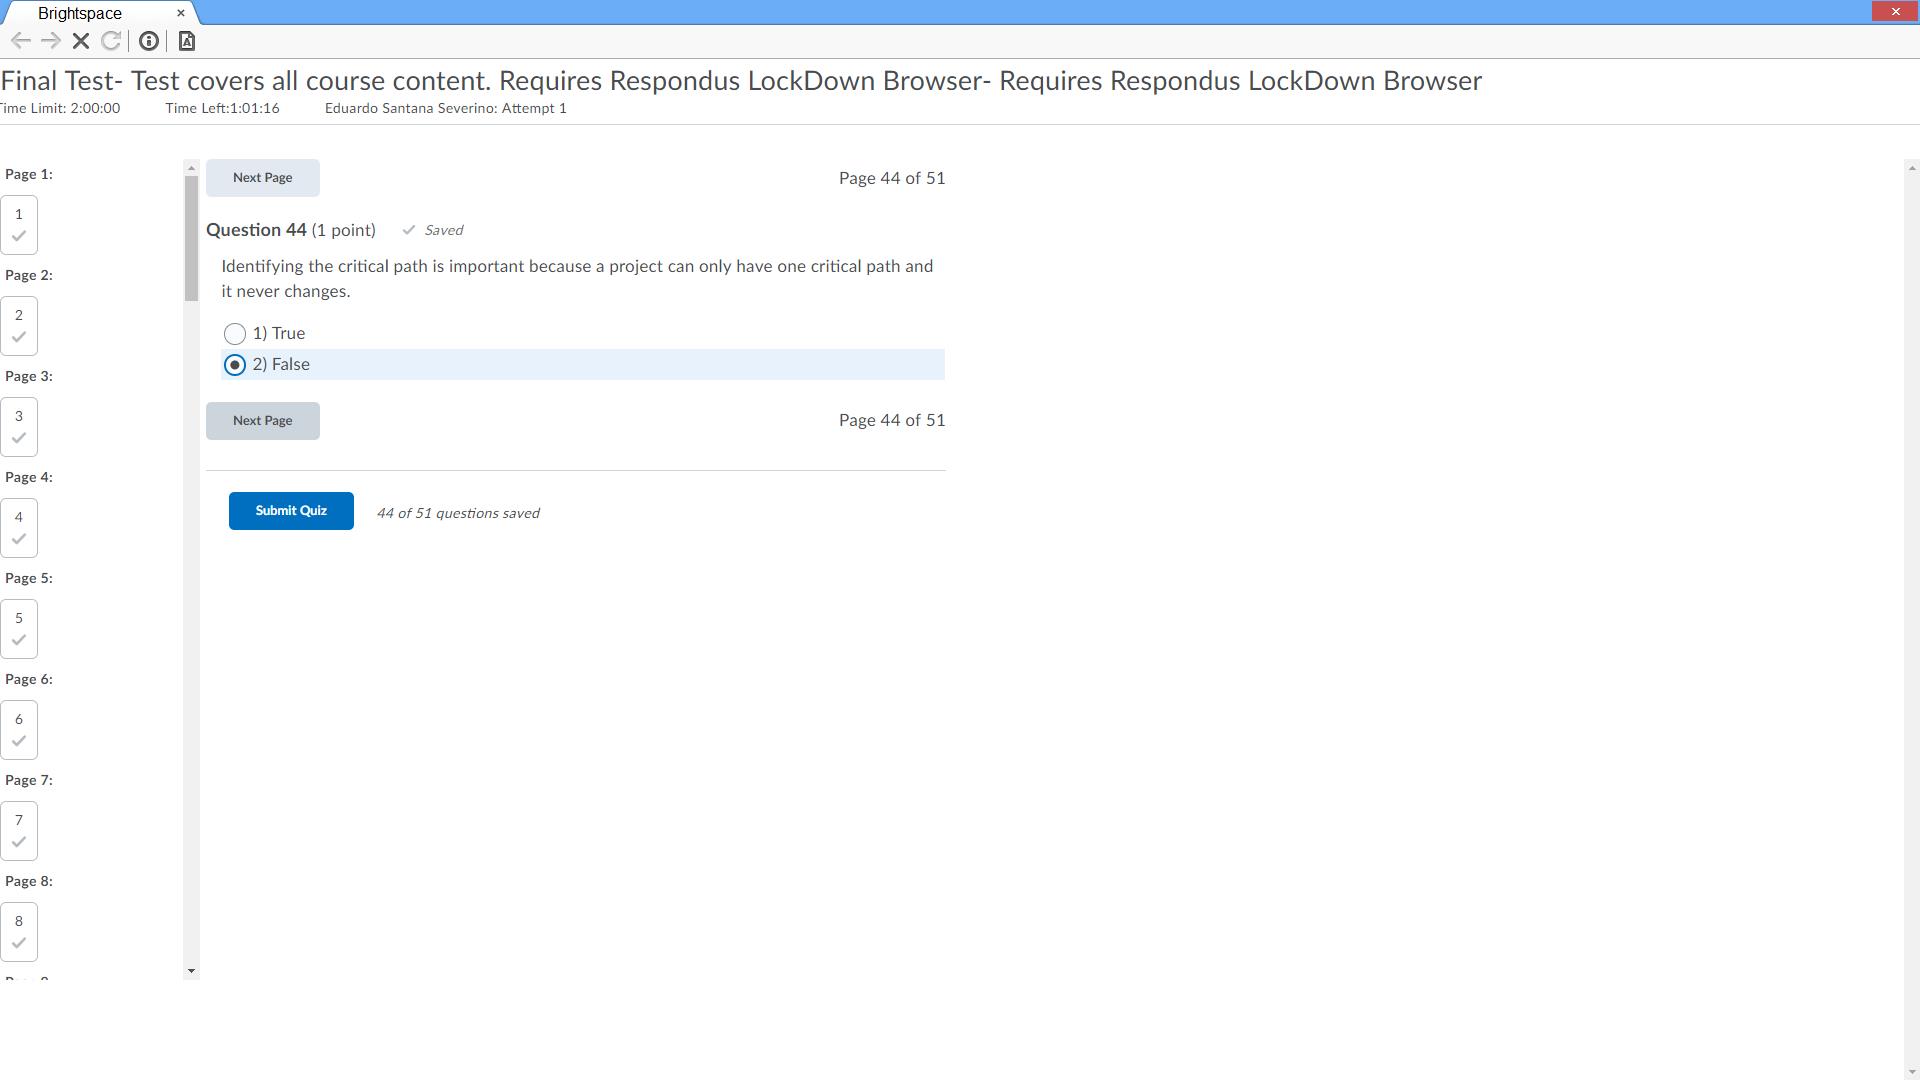 Brightspace
Final Test- Test covers all course content. Requires Respondus LockDown Browser- Requires Respondus LockDown Browser
Time Limit: 2:00:00 Time Left:1:01:16 Eduardo Santana Severino: Attempt 1
Page 1:
1
Page 2:
2
Page 3:
3
Page 4:
4
Page 5:
5
Page 6:
6
Page 7:
7
Page 8:
8
Next Page Page 44 of 51
Question 44 (1 point) Saved
Identifying the critical path is important because a project can only have one critical path and
it never changes.
1) True
2) False
Next Page Page 44 of 51
Submit Quiz 44 of 51 questions saved